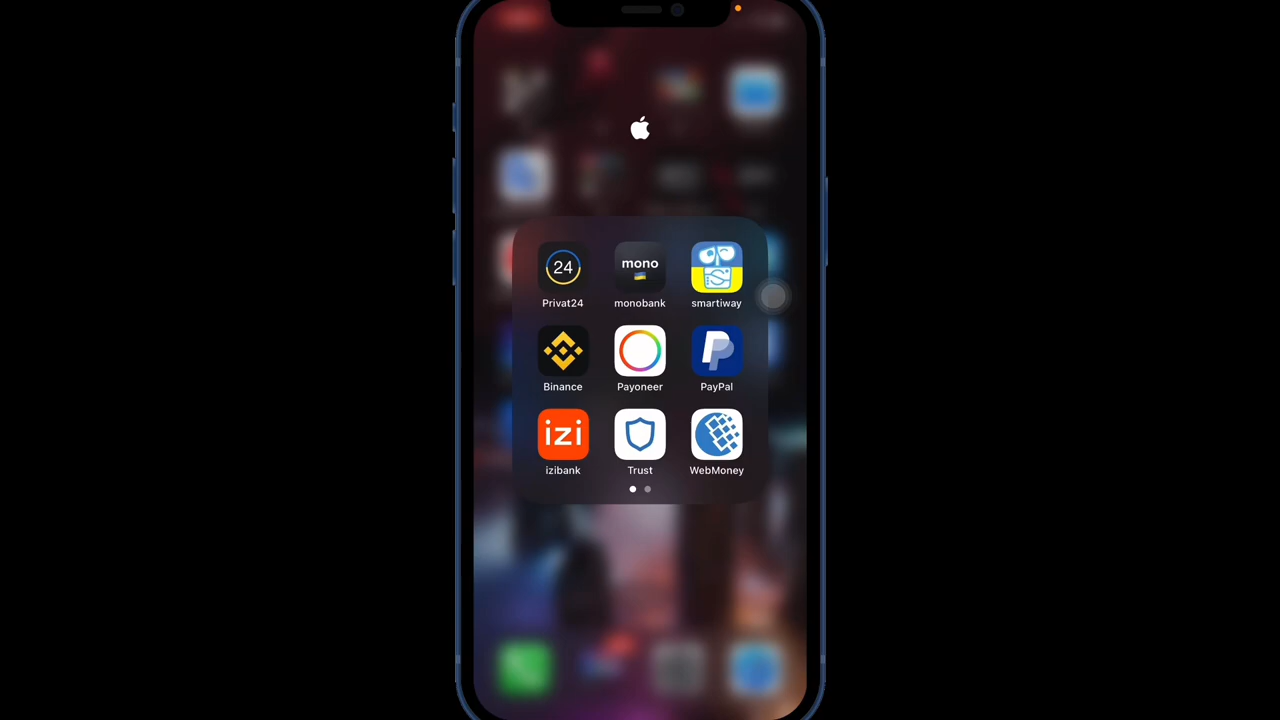 24
mono
Privat24
monobank
smartiway
Binance
Payoneer
PayPal
izi
izibank
Trust
WebMoney